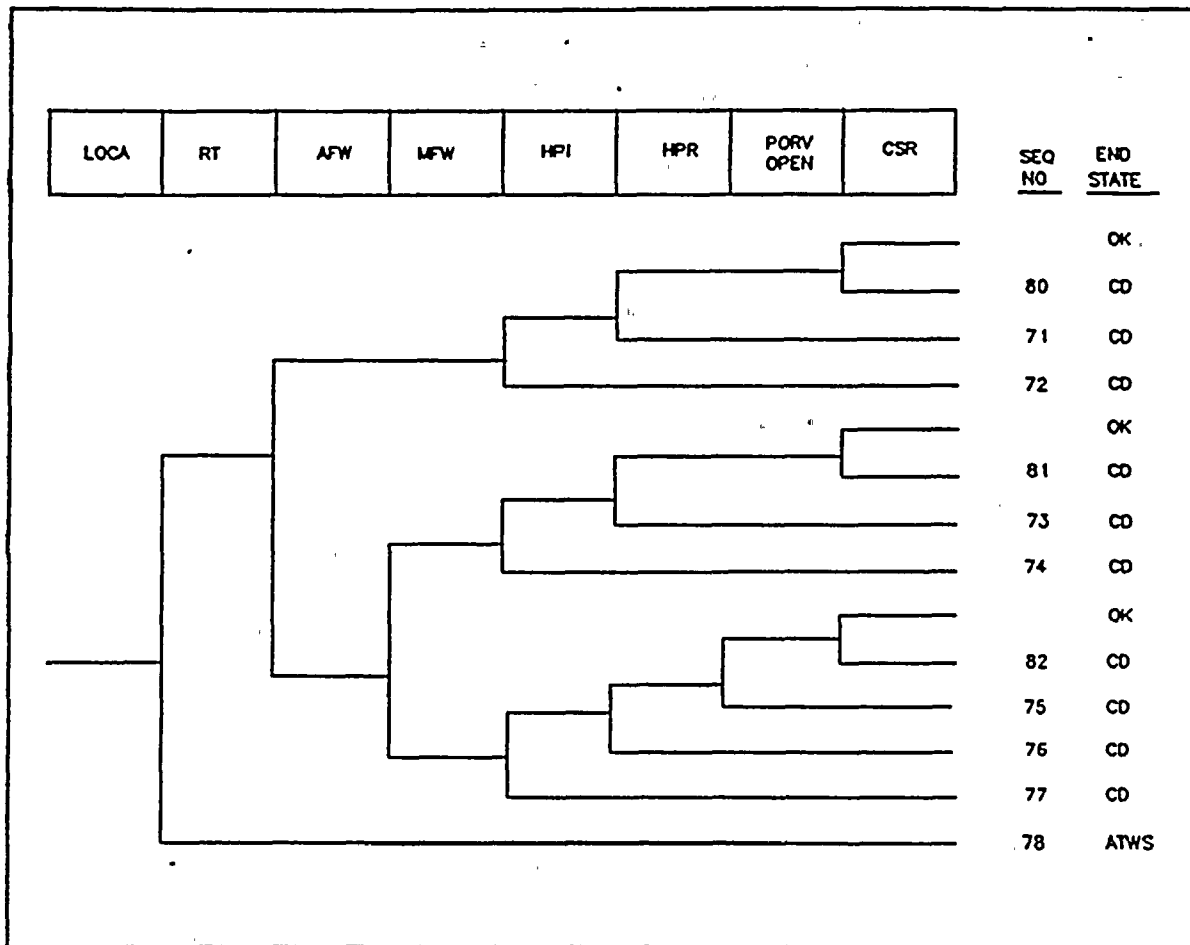 LOCA RT AFW MFW HPI HPR PORV OPEN CSR SEQ NO END STATE
OK
80 CD
71 CD
72 CD
OK
81 CD
73 CD
74 CD
OK
82 CD
75 CD
76 CD
77 CD
78 ATWS